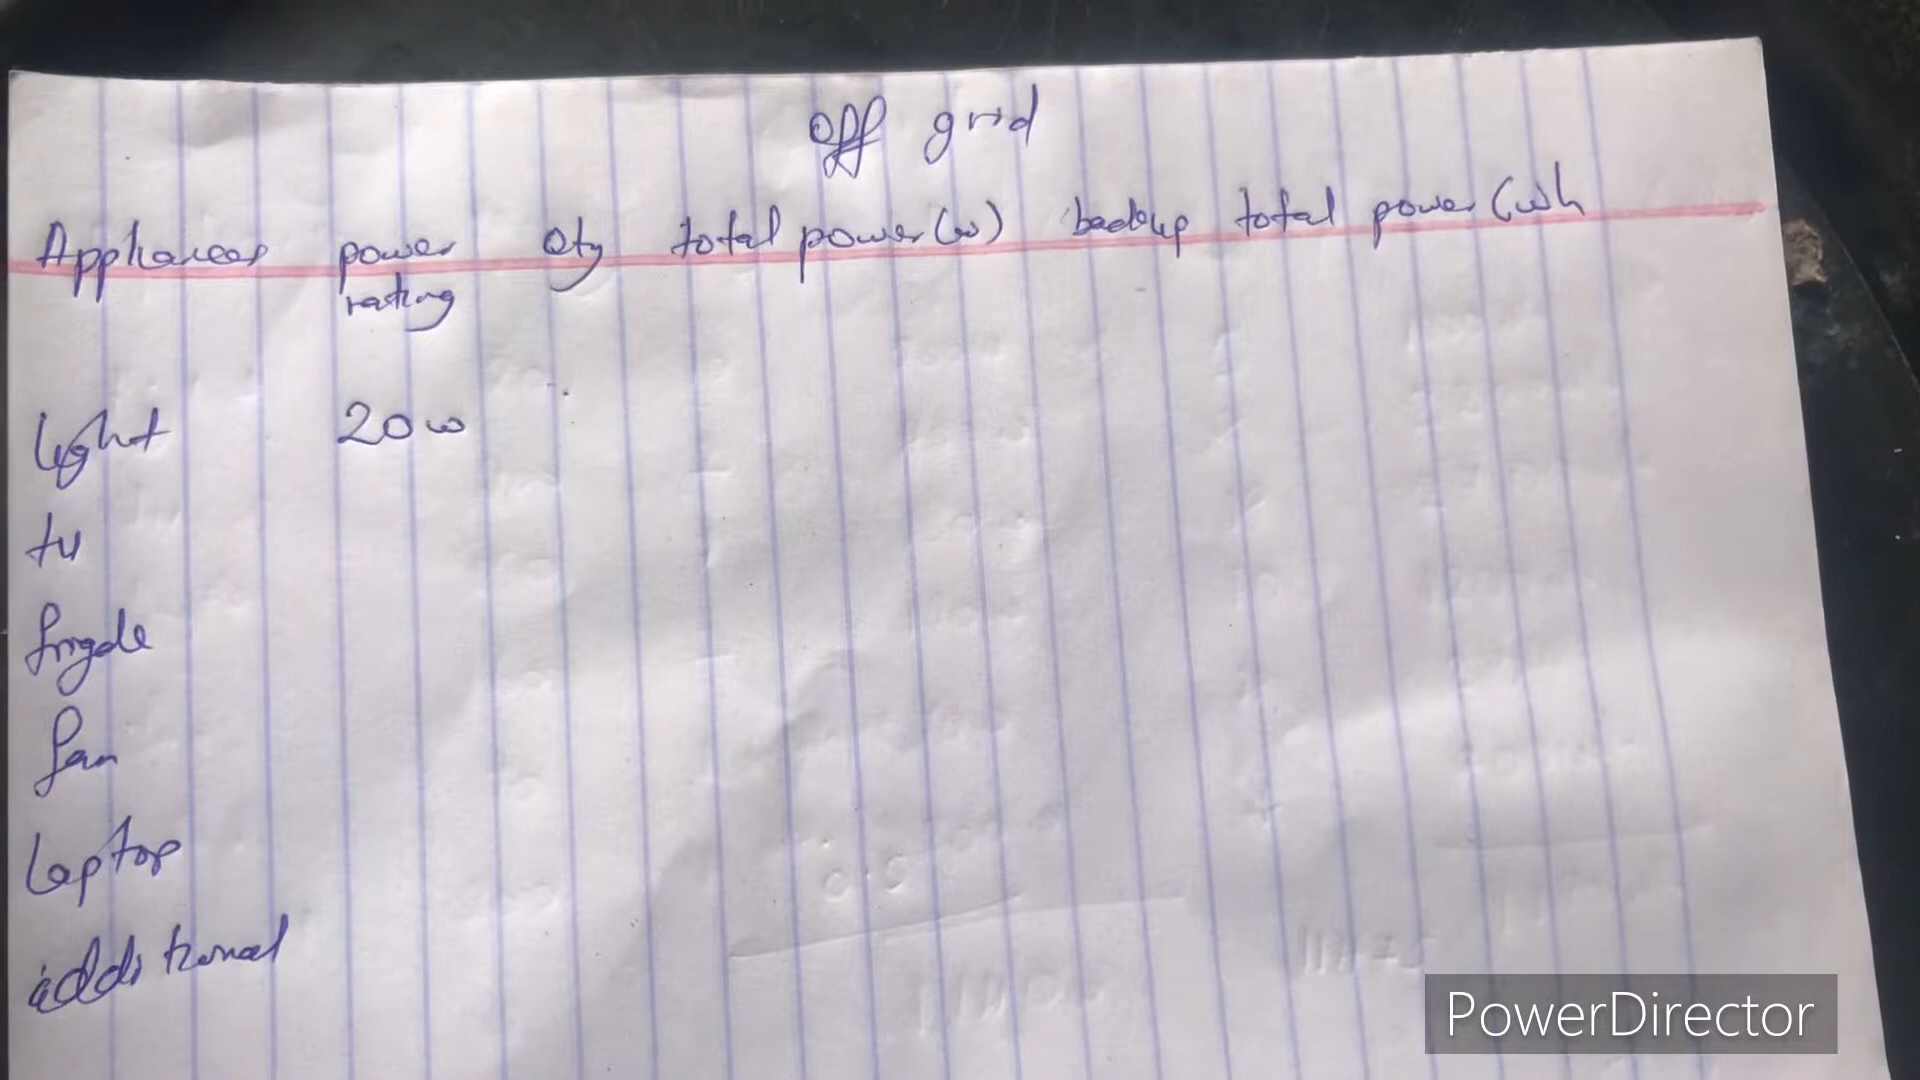 Off grid
Appliances power rating Qty total power(w) backup total power (wh
light 20w
tv
frigde
fan
laptop
additional
PowerDirector